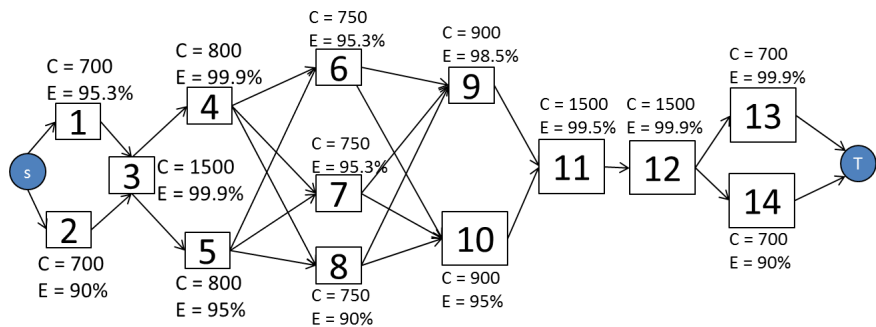 C = 700
E = 95.3%
1
s
2
C = 700
E = 90%
3
C = 1500
E = 99.9%
C = 800
E = 99.9%
4
5
C = 800
E = 95%
C = 750
E = 95.3%
6
C = 750
E = 95.3%
7
8
C = 750
E = 90%
C = 900
E = 98.5%
9
10
C = 900
E = 95%
C = 1500
E = 99.5%
11
C = 1500
E = 99.9%
12
C = 700
E = 99.9%
13
14
C = 700
E = 90%
T